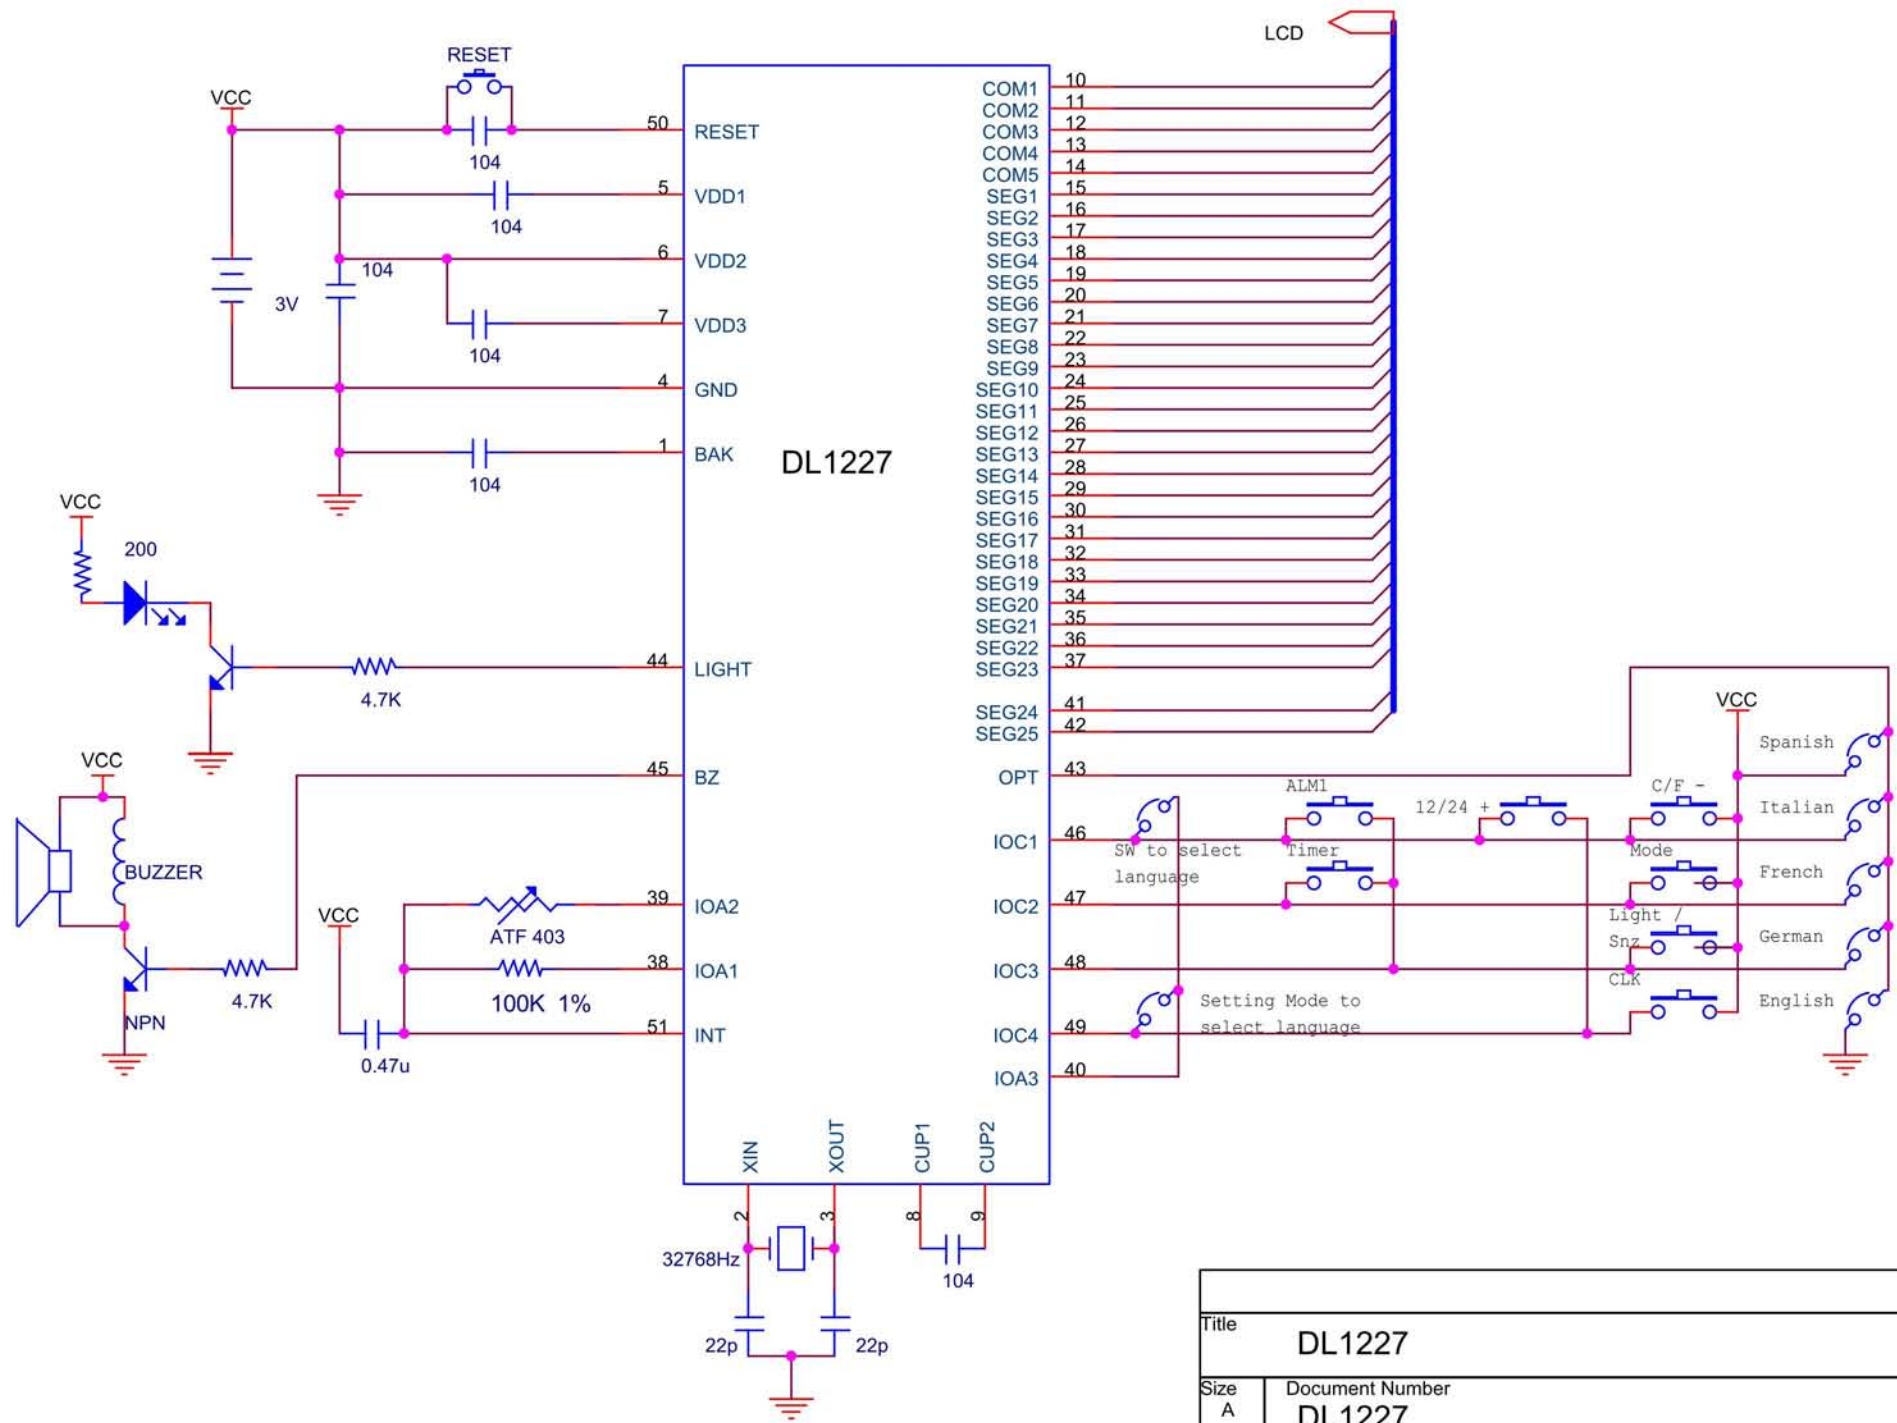 LCD
RESET
VCC
104
50 RESET
104
5 VDD1
104
6 VDD2
3V
104
7 VDD3
4 GND
104
1 BAK
DL1227
VCC
200
4.7K
44 LIGHT
VCC
45 BZ
BUZZER
4.7K
NPN
VCC
ATF 403
39 IOA2
100K 1%
38 IOA1
0.47u
51 INT
COM1 10
COM2 11
COM3 12
COM4 13
COM5 14
SEG1 15
SEG2 16
SEG3 17
SEG4 18
SEG5 19
SEG6 20
SEG7 21
SEG8 22
SEG9 23
SEG10 24
SEG11 25
SEG12 26
SEG13 27
SEG14 28
SEG15 29
SEG16 30
SEG17 31
SEG18 32
SEG19 33
SEG20 34
SEG21 35
SEG22 36
SEG23 37
SEG24 41
SEG25 42
OPT 43
IOC1 46
IOC2 47
IOC3 48
IOC4 49
IOA3 40
SW to select
language
Setting Mode to
select language
ALM1
Timer
12/24 +
C/F -
Mode
Light /
Snz
CLK
VCC
Spanish
Italian
French
German
English
XIN
XOUT
CUP1
CUP2
2
3
8
9
32768Hz
104
22p
22p
Title
DL1227
Size
A
Document Number
DL1227